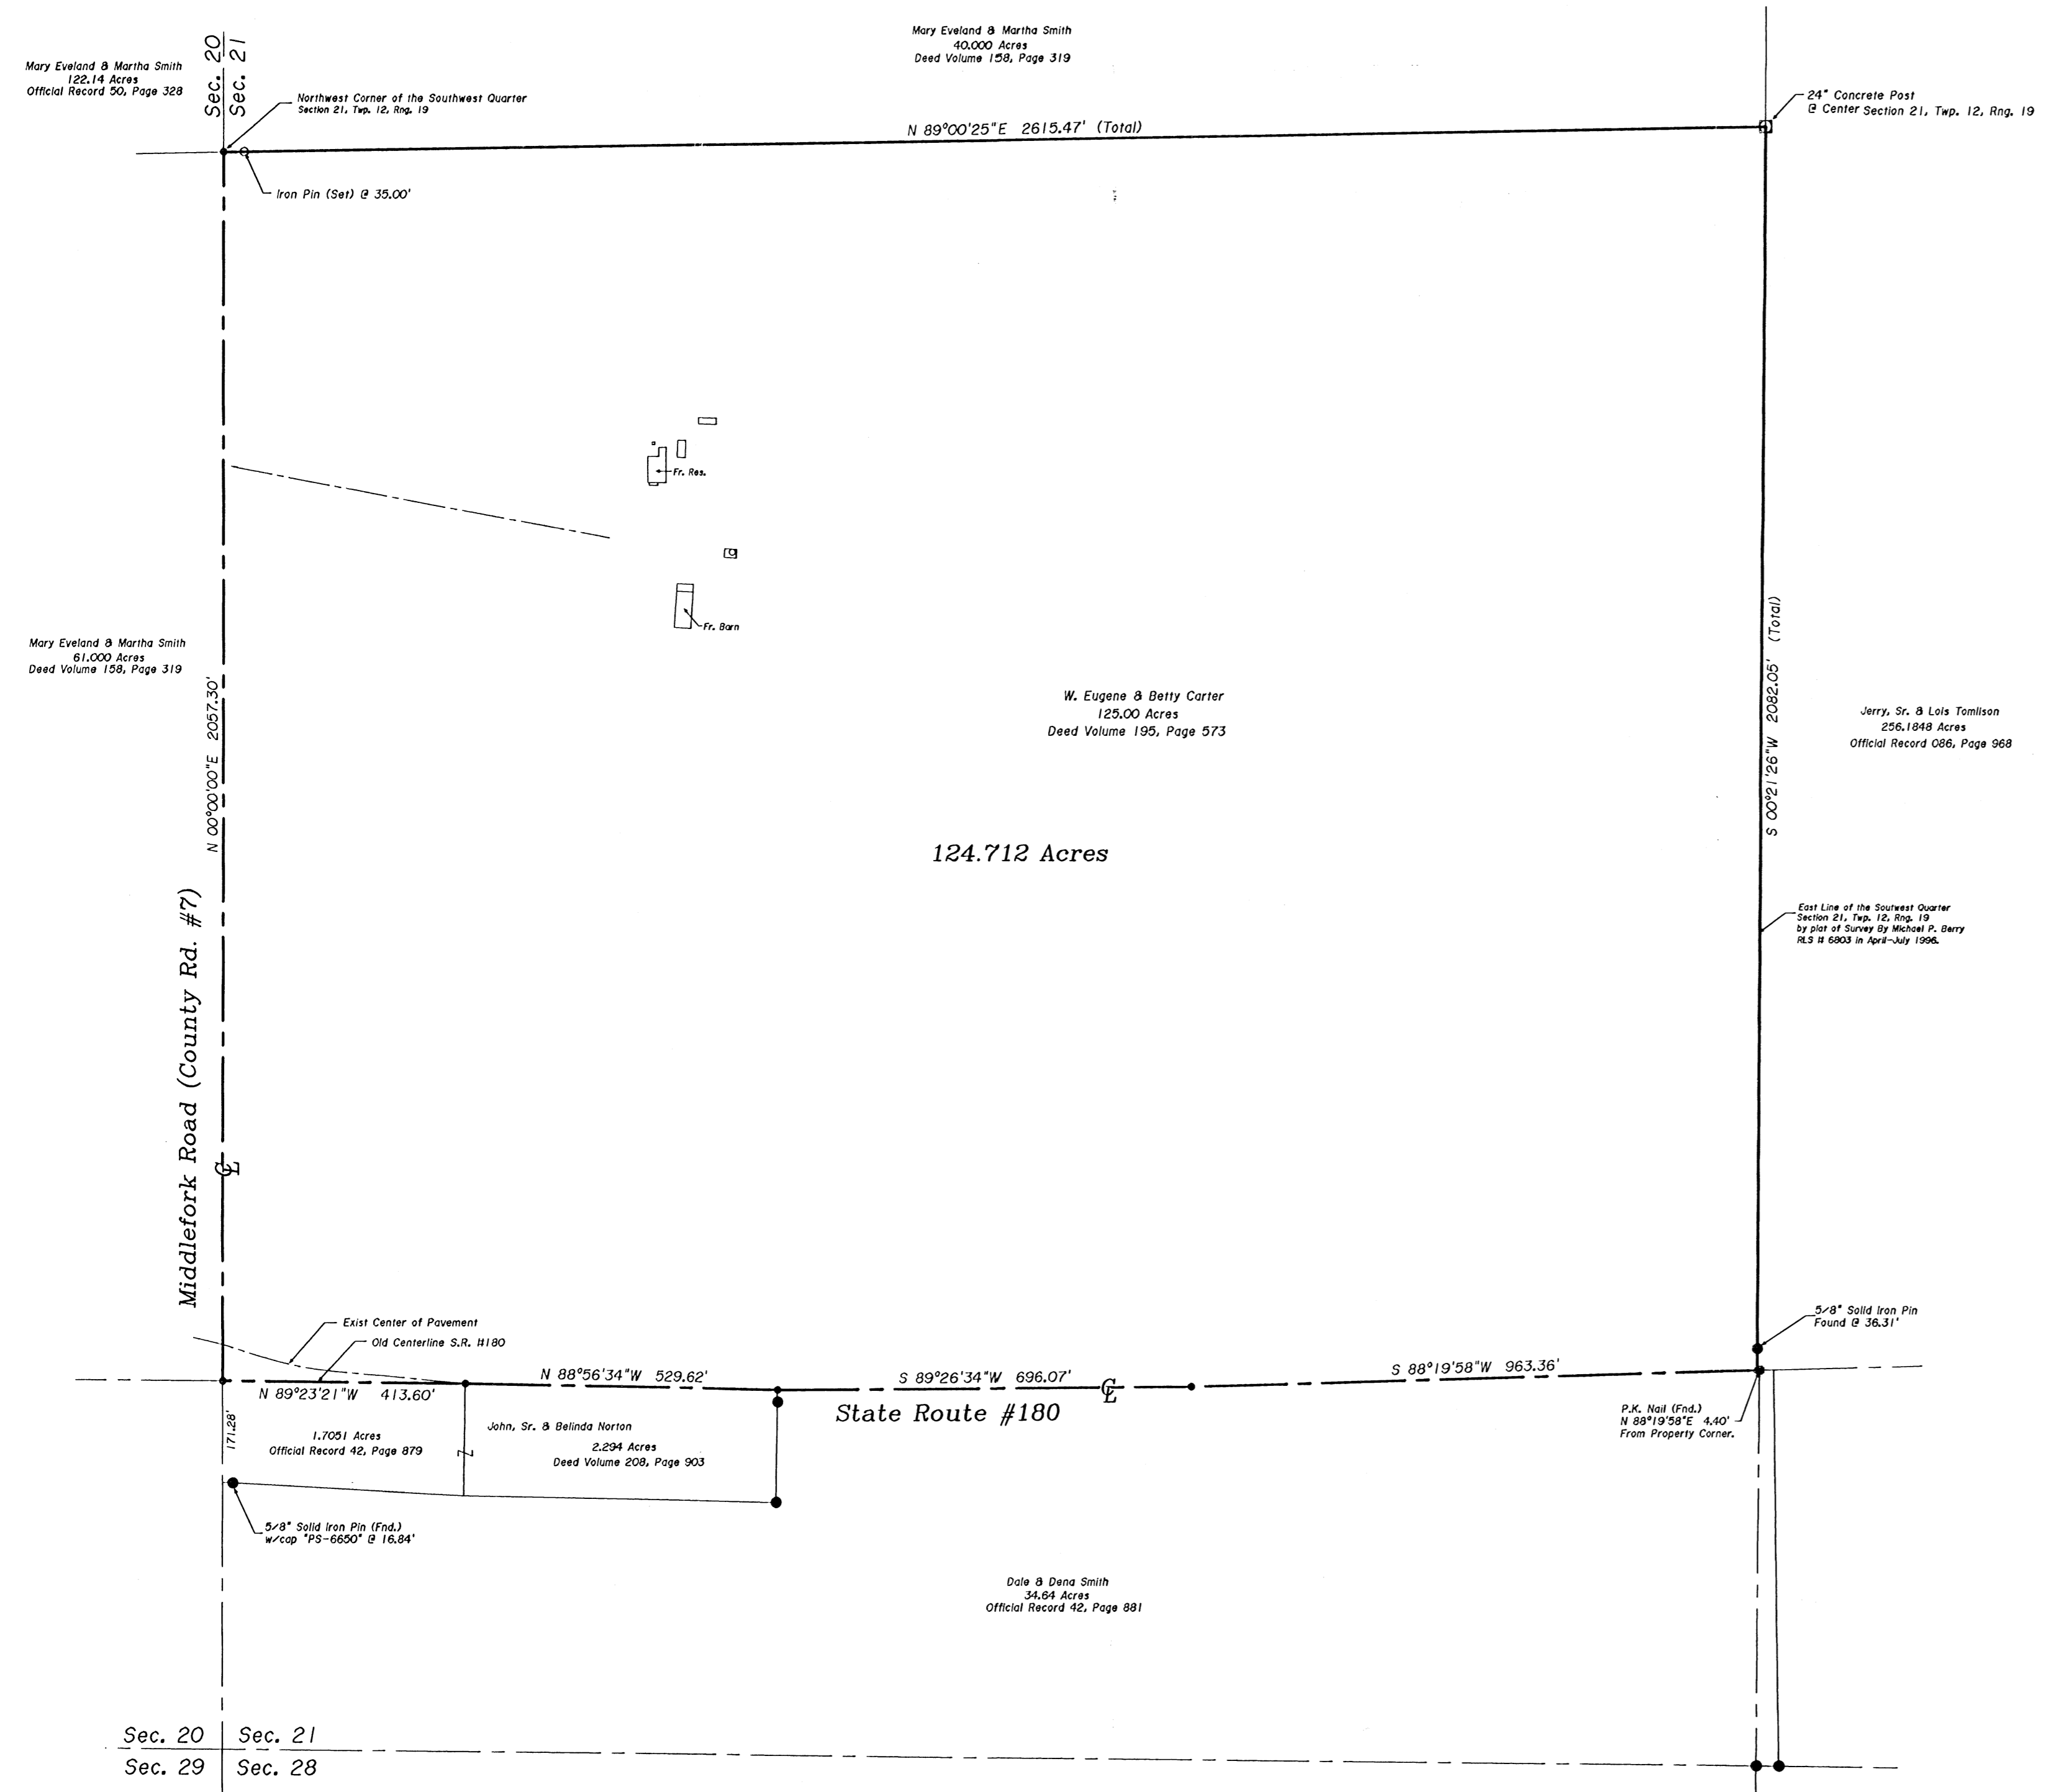 Mary Eveland & Martha Smith
40.000 Acres
Deed Volume 158, Page 319
Sec. 20
Sec. 21
Mary Eveland & Martha Smith
122.14 Acres
Official Record 50, Page 328
Northwest Corner of the Southwest Quarter
Section 21, Twp. 12, Rng. 19
24" Concrete Post
@ Center Section 21, Twp. 12, Rng. 19
N 89°00'25"E 2615.47' (Total)
Iron Pin (Set) @ 35.00'
Fr. Res.
Fr. Barn
Mary Eveland & Martha Smith
61.000 Acres
Deed Volume 158, Page 319
N 00°00'00"E 2057.30'
W. Eugene & Betty Carter
125.00 Acres
Deed Volume 195, Page 573
S 00°21'26"W 2082.05' (Total)
Jerry, Sr. & Lois Tomlison
256.1848 Acres
Official Record 086, Page 968
124.712 Acres
Middlefork Road (County Rd. #7)
East Line of the Soutwest Quarter
Section 21, Twp. 12, Rng. 19
by plat of Survey By Michael P. Berry
RLS # 6803 in April-July 1996.
CL
5/8" Solid Iron Pin
Found @ 36.31'
Exist Center of Pavement
Old Centerline S.R. #180
N 89°23'21"W 413.60'
N 88°56'34"W 529.62'
S 89°26'34"W 696.07'
CL
S 88°19'58"W 963.36'
State Route #180
P.K. Nail (Fnd.)
N 88°19'58"E 4.40'
From Property Corner.
171.28'
1.7051 Acres
Official Record 42, Page 879
John, Sr. & Belinda Norton
2.294 Acres
Deed Volume 208, Page 903
5/8" Solid Iron Pin (Fnd.)
w/cap "PS-6650" @ 16.84'
Dale & Dena Smith
34.64 Acres
Official Record 42, Page 881
Sec. 20 Sec. 21
Sec. 29 Sec. 28